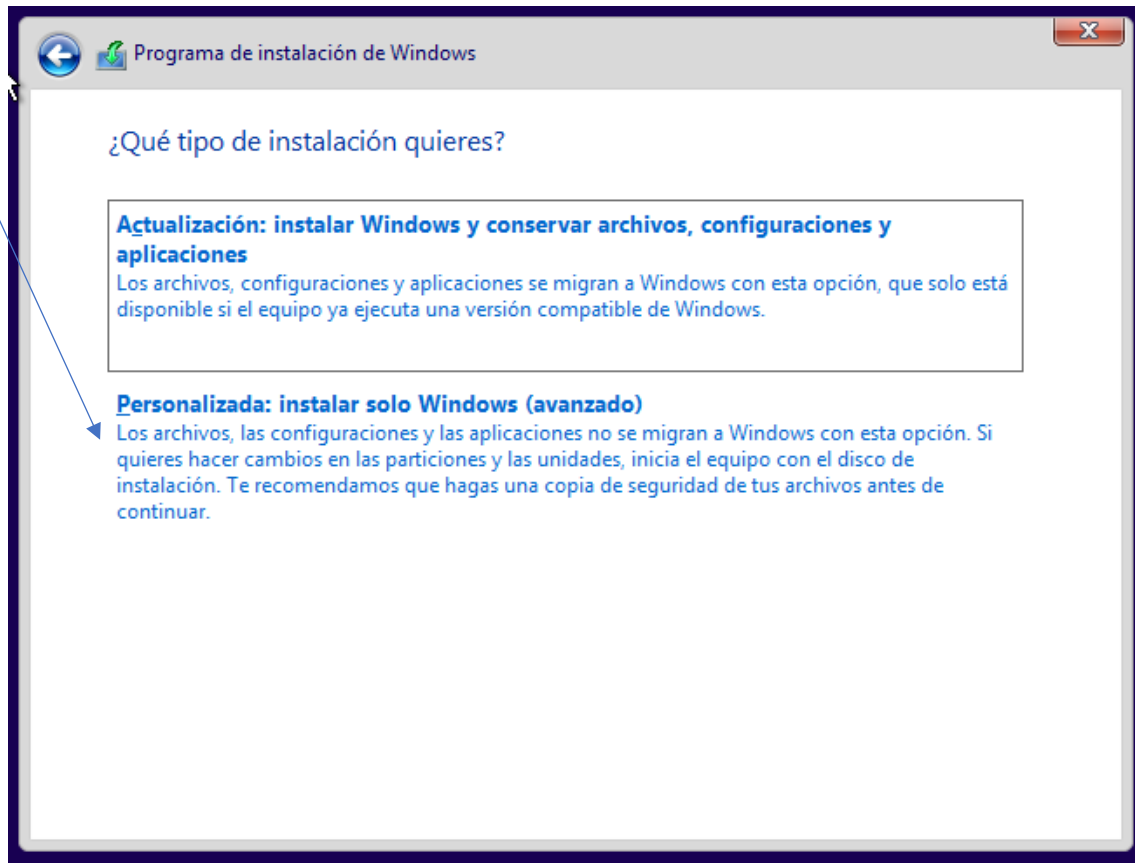 Programa de instalación de Windows
¿Qué tipo de instalación quieres?
Actualización: instalar Windows y conservar archivos, configuraciones y
aplicaciones
Los archivos, configuraciones y aplicaciones se migran a Windows con esta opción, que solo está
disponible si el equipo ya ejecuta una versión compatible de Windows.
Personalizada: instalar solo Windows (avanzado)
Los archivos, las configuraciones y las aplicaciones no se migran a Windows con esta opción. Si
quieres hacer cambios en las particiones y las unidades, inicia el equipo con el disco de
instalación. Te recomendamos que hagas una copia de seguridad de tus archivos antes de
continuar.